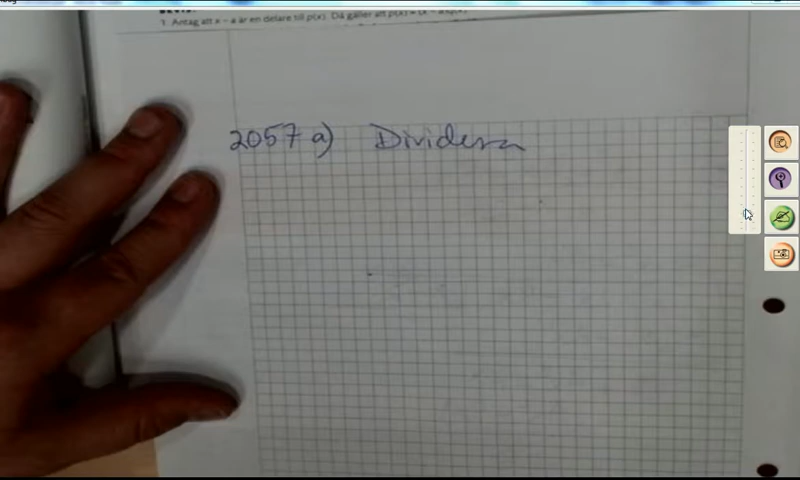 1 Antag att x − a är en delare till p(x). Då gäller att p(x) = (x − a)
2057 a) Dividera